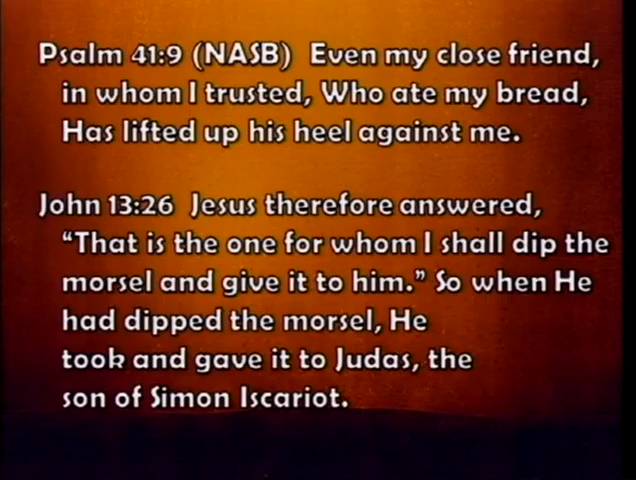 Psalm 41:9 (NASB) Even my close friend,
in whom I trusted, Who ate my bread,
Has lifted up his heel against me.
John 13:26 Jesus therefore answered,
“That is the one for whom I shall dip the
morsel and give it to him.” So when He
had dipped the morsel, He
took and gave it to Judas, the
son of Simon Iscariot.